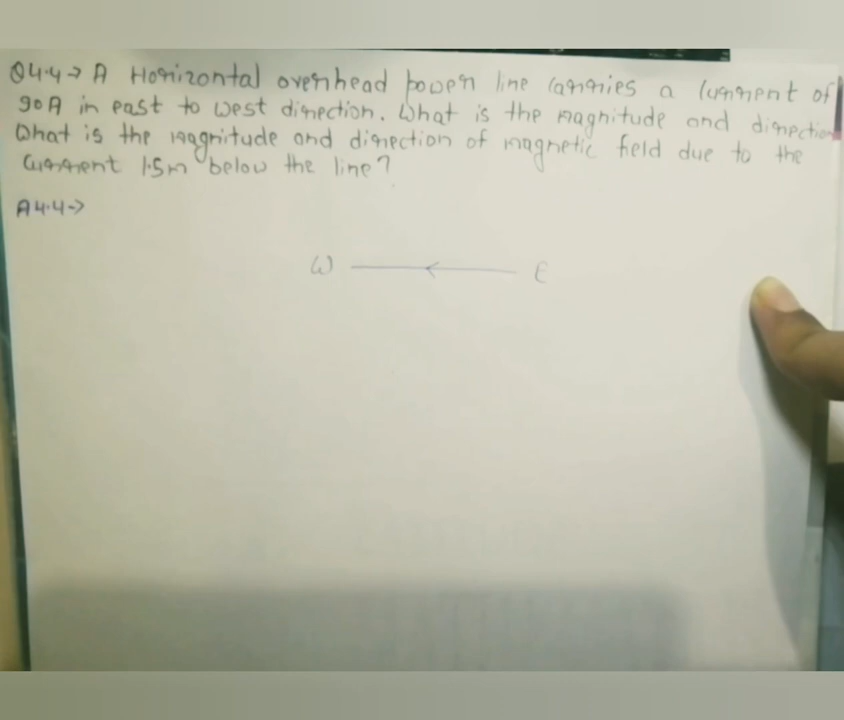 Q4.4→ A Horizontal overhead power line carries a current of
90A in east to west direction. What is the magnitude and direction
What is the magnitude and direction of magnetic field due to the
current 1.5m below the line?
A4.4→
W E